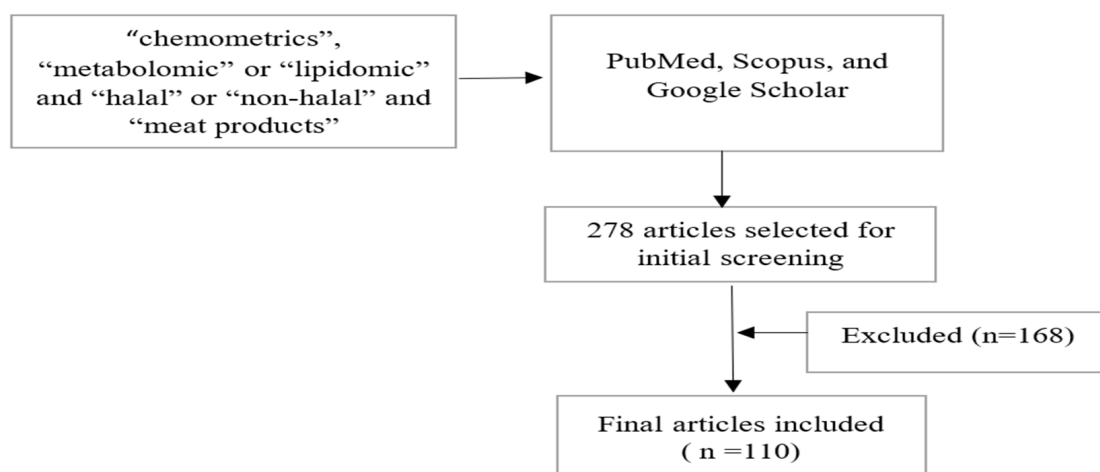 “chemometrics”,
“metabolomic” or “lipidomic”
and “halal” or “non-halal” and
“meat products”
PubMed, Scopus, and
Google Scholar
278 articles selected for
initial screening
Excluded (n=168)
Final articles included
( n =110)